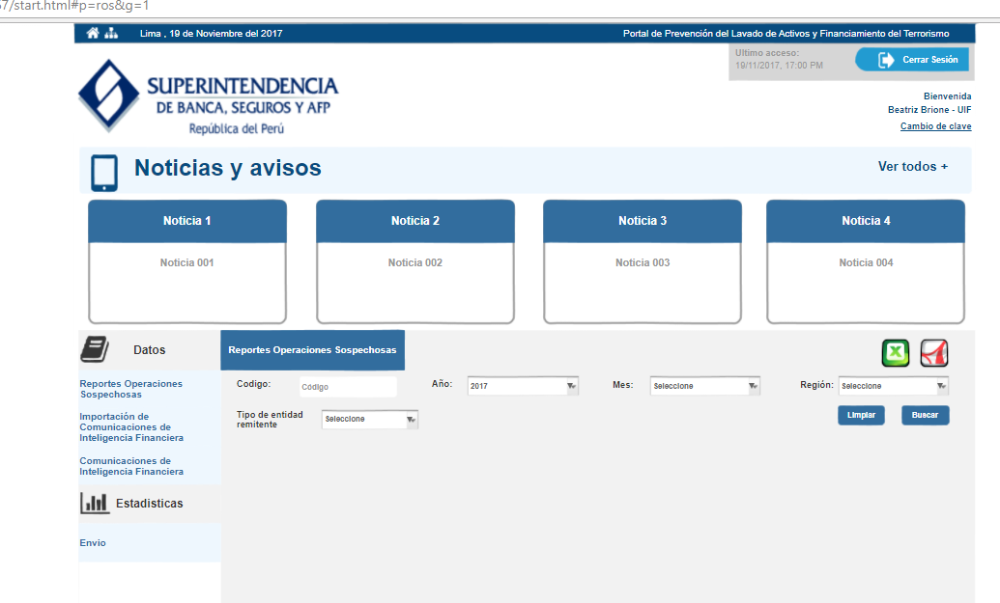 57/start.html#p=ros&g=1
Lima , 19 de Noviembre del 2017
Portal de Prevención del Lavado de Activos y Financiamiento del Terrorismo
Ultimo acceso:
19/11/2017, 17:00 PM
Cerrar Sesión
SUPERINTENDENCIA
DE BANCA, SEGUROS Y AFP
República del Perú
Bienvenida
Beatriz Brione - UIF
Cambio de clave
Noticias y avisos
Ver todos +
Noticia 1
Noticia 2
Noticia 3
Noticia 4
Noticia 001
Noticia 002
Noticia 003
Noticia 004
Datos
Reportes Operaciones
Sospechosas
Importación de
Comunicaciones de
Inteligencia Financiera
Comunicaciones de
Inteligencia Financiera
Estadísticas
Envio
Reportes Operaciones Sospechosas
Codigo:
Código
Año:
2017
Mes:
Seleccione
Región:
Seleccione
Tipo de entidad
remitente
Seleccione
Limpiar
Buscar